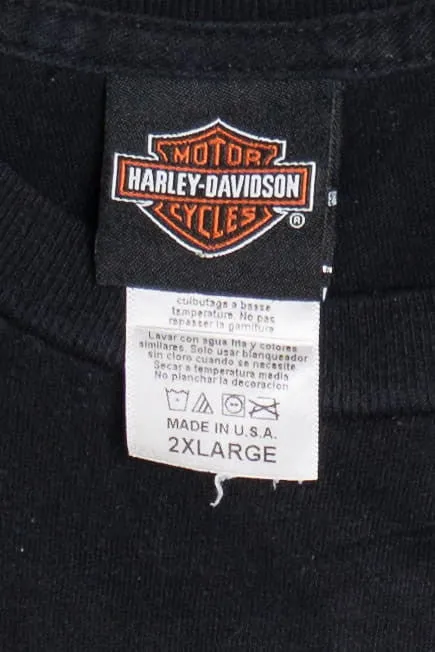 MOTOR
HARLEY-DAVIDSON
CYCLES
®
culbutage a basse
temperature. No pas
repasser la garniture
Lavar con agua fria y colores
similares. Solo usar blanqueador
sin cloro cuando se necesite
Secar a temperatura media
No planchar la decoracion
MADE IN U.S.A.
2XLARGE